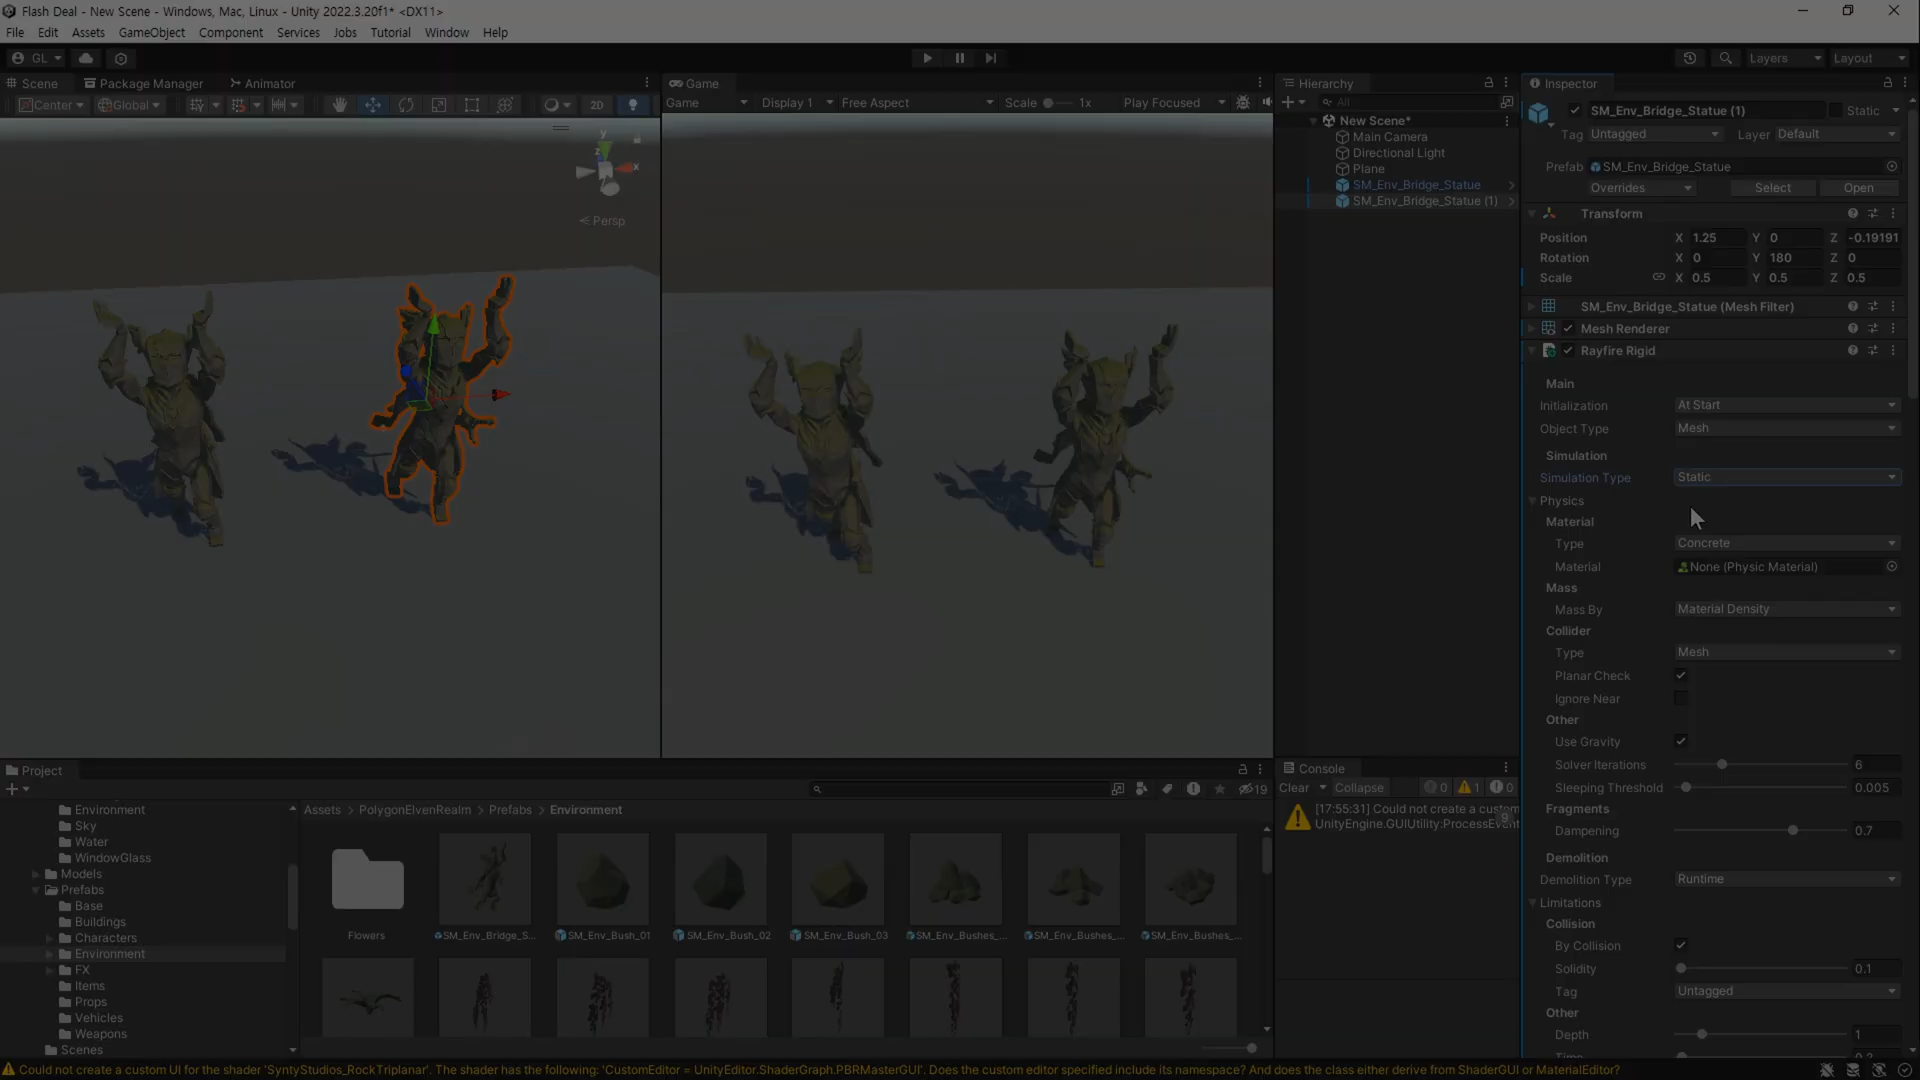 Flash Deal - New Scene - Windows, Mac, Linux - Unity 2022.3.20f1* <DX11>
File Edit Assets GameObject Component Services Jobs Tutorial Window Help
GL
Layers Layout
Scene Package Manager Animator
Center Global 2D
y
z
x
Persp
Game
Game Display 1 Free Aspect Scale 1x Play Focused
Hierarchy
All
New Scene*
Main Camera
Directional Light
Plane
SM_Env_Bridge_Statue
SM_Env_Bridge_Statue (1)
Inspector
SM_Env_Bridge_Statue (1) Static
Tag Untagged Layer Default
Prefab SM_Env_Bridge_Statue
Overrides Select Open
Transform
Position X 1.25 Y 0 Z -0.19191
Rotation X 0 Y 180 Z 0
Scale X 0.5 Y 0.5 Z 0.5
SM_Env_Bridge_Statue (Mesh Filter)
Mesh Renderer
Rayfire Rigid
Main
Initialization At Start
Object Type Mesh
Simulation
Simulation Type Static
Physics
Material
Type Concrete
Material None (Physic Material)
Mass
Mass By Material Density
Collider
Type Mesh
Planar Check
Ignore Near
Other
Use Gravity
Solver Iterations 6
Sleeping Threshold 0.005
Fragments
Dampening 0.7
Demolition
Demolition Type Runtime
Limitations
Collision
By Collision
Solidity 0.1
Tag Untagged
Other
Depth 1
Time 0.2
Project
19
Environment
Sky
Water
WindowGlass
Models
Prefabs
Base
Buildings
Characters
Environment
FX
Items
Props
Vehicles
Weapons
Scenes
Assets > PolygonElvenRealm > Prefabs > Environment
Flowers SM_Env_Bridge_S... SM_Env_Bush_01 SM_Env_Bush_02 SM_Env_Bush_03 SM_Env_Bushes_... SM_Env_Bushes_... SM_Env_Bushes_...
Console
Clear Collapse 0 1 0
[17:55:31] Could not create a custom
UnityEngine.GUIUtility:ProcessEvent
9
Could not create a custom UI for the shader 'SyntyStudios_RockTriplanar'. The shader has the following: 'CustomEditor = UnityEditor.ShaderGraph.PBRMasterGUI'. Does the custom editor specified include its namespace? And does the class either derive from ShaderGUI or MaterialEditor?